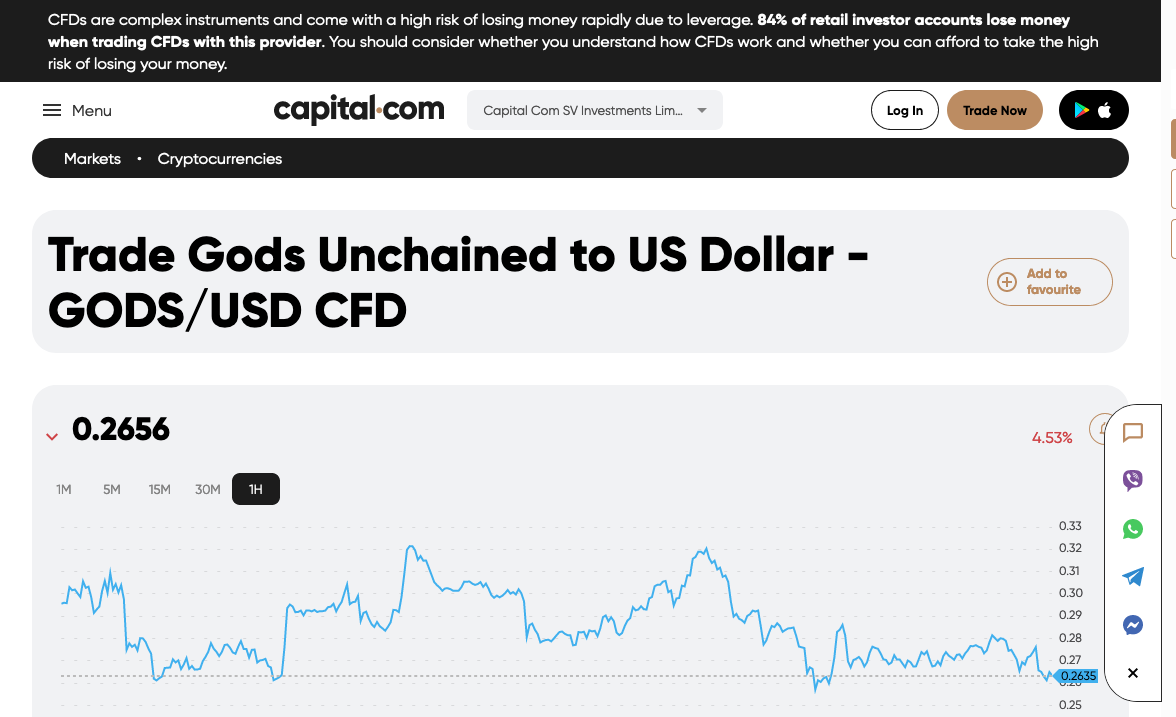 CFDs are complex instruments and come with a high risk of losing money rapidly due to leverage. 84% of retail investor accounts lose money
when trading CFDs with this provider. You should consider whether you understand how CFDs work and whether you can afford to take the high
risk of losing your money.
Menu
capital.com
Capital Com SV Investments Lim...
Log In
Trade Now
Markets • Cryptocurrencies
Trade Gods Unchained to US Dollar -
GODS/USD CFD
Add to
favourite
0.2656
4.53%
1M 5M 15M 30M 1H
0.33
0.32
0.31
0.30
0.29
0.28
0.27
0.2635
0.26
0.25